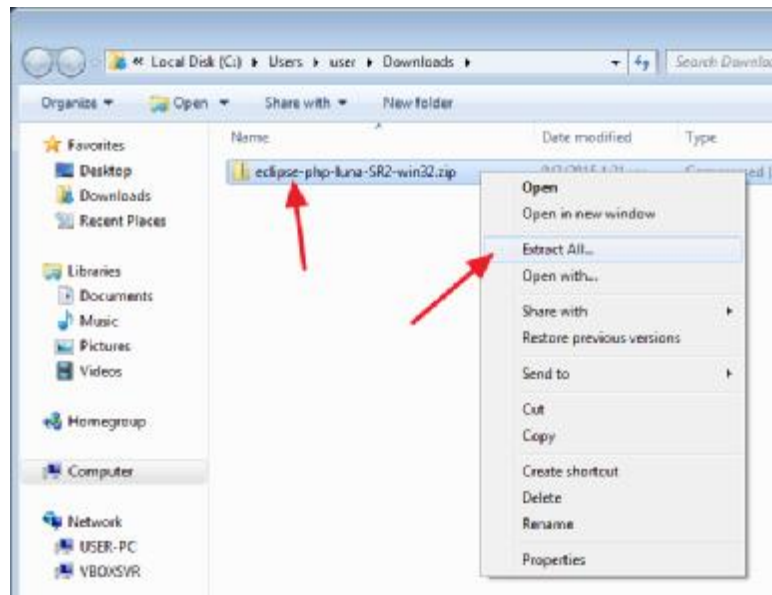 « Local Disk (C:) ▸ Users ▸ user ▸ Downloads ▸
Search Downloa
Organize Open Share with New folder
Name Date modified Type
eclipse-php-luna-SR2-win32.zip
Favorites
Desktop
Downloads
Recent Places
Libraries
Documents
Music
Pictures
Videos
Homegroup
Computer
Network
USER-PC
VBOXSVR
Open
Open in new window
Extract All...
Open with...
Share with
Restore previous versions
Send to
Cut
Copy
Create shortcut
Delete
Rename
Properties